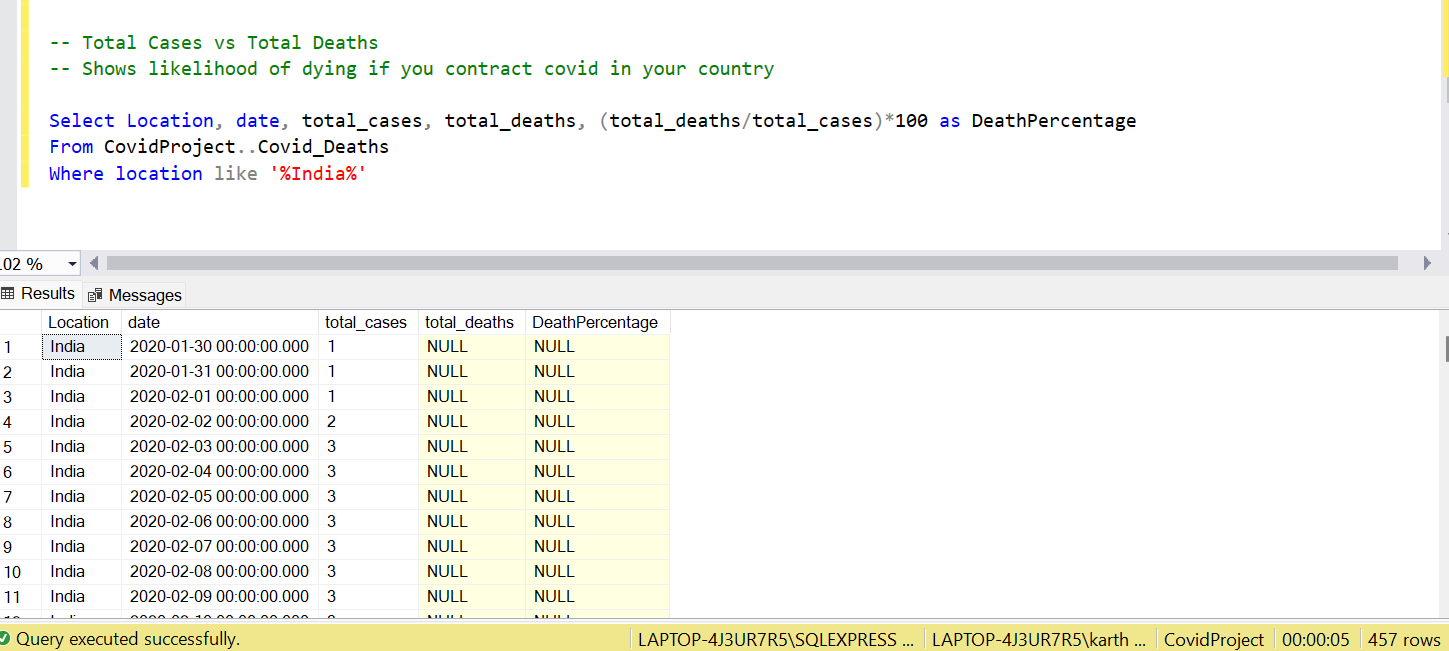 -- Total Cases vs Total Deaths
-- Shows likelihood of dying if you contract covid in your country
Select Location, date, total_cases, total_deaths, (total_deaths/total_cases)*100 as DeathPercentage
From CovidProject..Covid_Deaths
Where location like '%India%'
.02 %
Results Messages
Location date total_cases total_deaths DeathPercentage
1 India 2020-01-30 00:00:00.000 1 NULL NULL
2 India 2020-01-31 00:00:00.000 1 NULL NULL
3 India 2020-02-01 00:00:00.000 1 NULL NULL
4 India 2020-02-02 00:00:00.000 2 NULL NULL
5 India 2020-02-03 00:00:00.000 3 NULL NULL
6 India 2020-02-04 00:00:00.000 3 NULL NULL
7 India 2020-02-05 00:00:00.000 3 NULL NULL
8 India 2020-02-06 00:00:00.000 3 NULL NULL
9 India 2020-02-07 00:00:00.000 3 NULL NULL
10 India 2020-02-08 00:00:00.000 3 NULL NULL
11 India 2020-02-09 00:00:00.000 3 NULL NULL
Query executed successfully. LAPTOP-4J3UR7R5\SQLEXPRESS ... LAPTOP-4J3UR7R5\karth ... CovidProject 00:00:05 457 rows